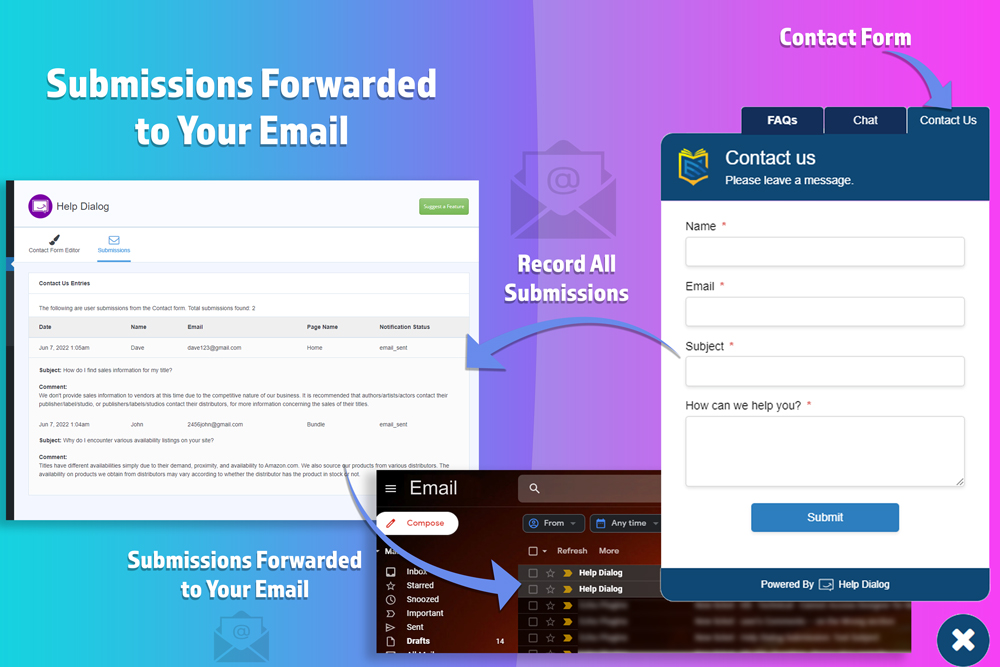 Submissions Forwarded
to Your Email
Contact Form
FAQs
Chat
Contact Us
Contact us
Please leave a message.
Name *
Email *
Subject *
How can we help you? *
Submit
Powered By Help Dialog
Record All
Submissions
Help Dialog
Suggest a Feature
Contact Form Editor
Submissions
Contact Us Entries
The following are user submissions from the Contact form. Total submissions found: 2
Date Name Email Page Name Notification Status
Jun 7, 2022 1:05am Dave dave123@gmail.com Home email_sent
Subject: How do I find sales information for my title?
Comment:
We don't provide sales information to vendors at this time due to the competitive nature of our business. It is recommended that authors/artists/actors contact their
publisher/label/studio, or publishers/labels/studios contact their distributors, for more information concerning the sales of their titles.
Jun 7, 2022 1:04am John 2456john@gmail.com Bundle email_sent
Subject: Why do I encounter various availability listings on your site?
Comment:
Titles have different availabilities simply due to their demand, proximity, and availability to Amazon.com. We also source our products from various distributors. The
availability on products we obtain from distributors may vary according to whether the distributor has the product in stock or not.
Submissions Forwarded
to Your Email
Email
Compose
From
Any time
Refresh More
Inbox
Starred
Snoozed
Important
Sent
Drafts 14
All Mail
Help Dialog
Help Dialog